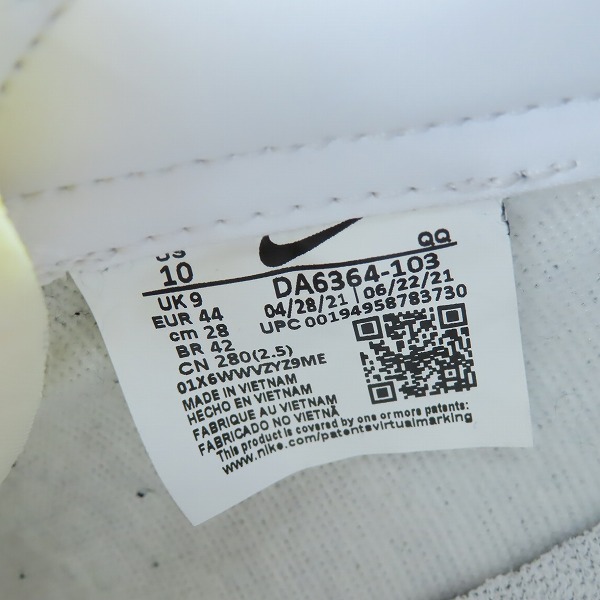 US
10
QQ
DA6364-103
UK 9
04/28/21 | 06/22/21
EUR 44
UPC 00194958783730
cm 28
BR 42
CN 280(2.5)
01X6WWVZYZ9ME
MADE IN VIETNAM
HECHO EN VIETNAM
FABRIQUE AU VIETNAM
FABRICADO NO VIETNÃ
This product is covered by one or more patents:
www.nike.com/patentsvirtualmarking